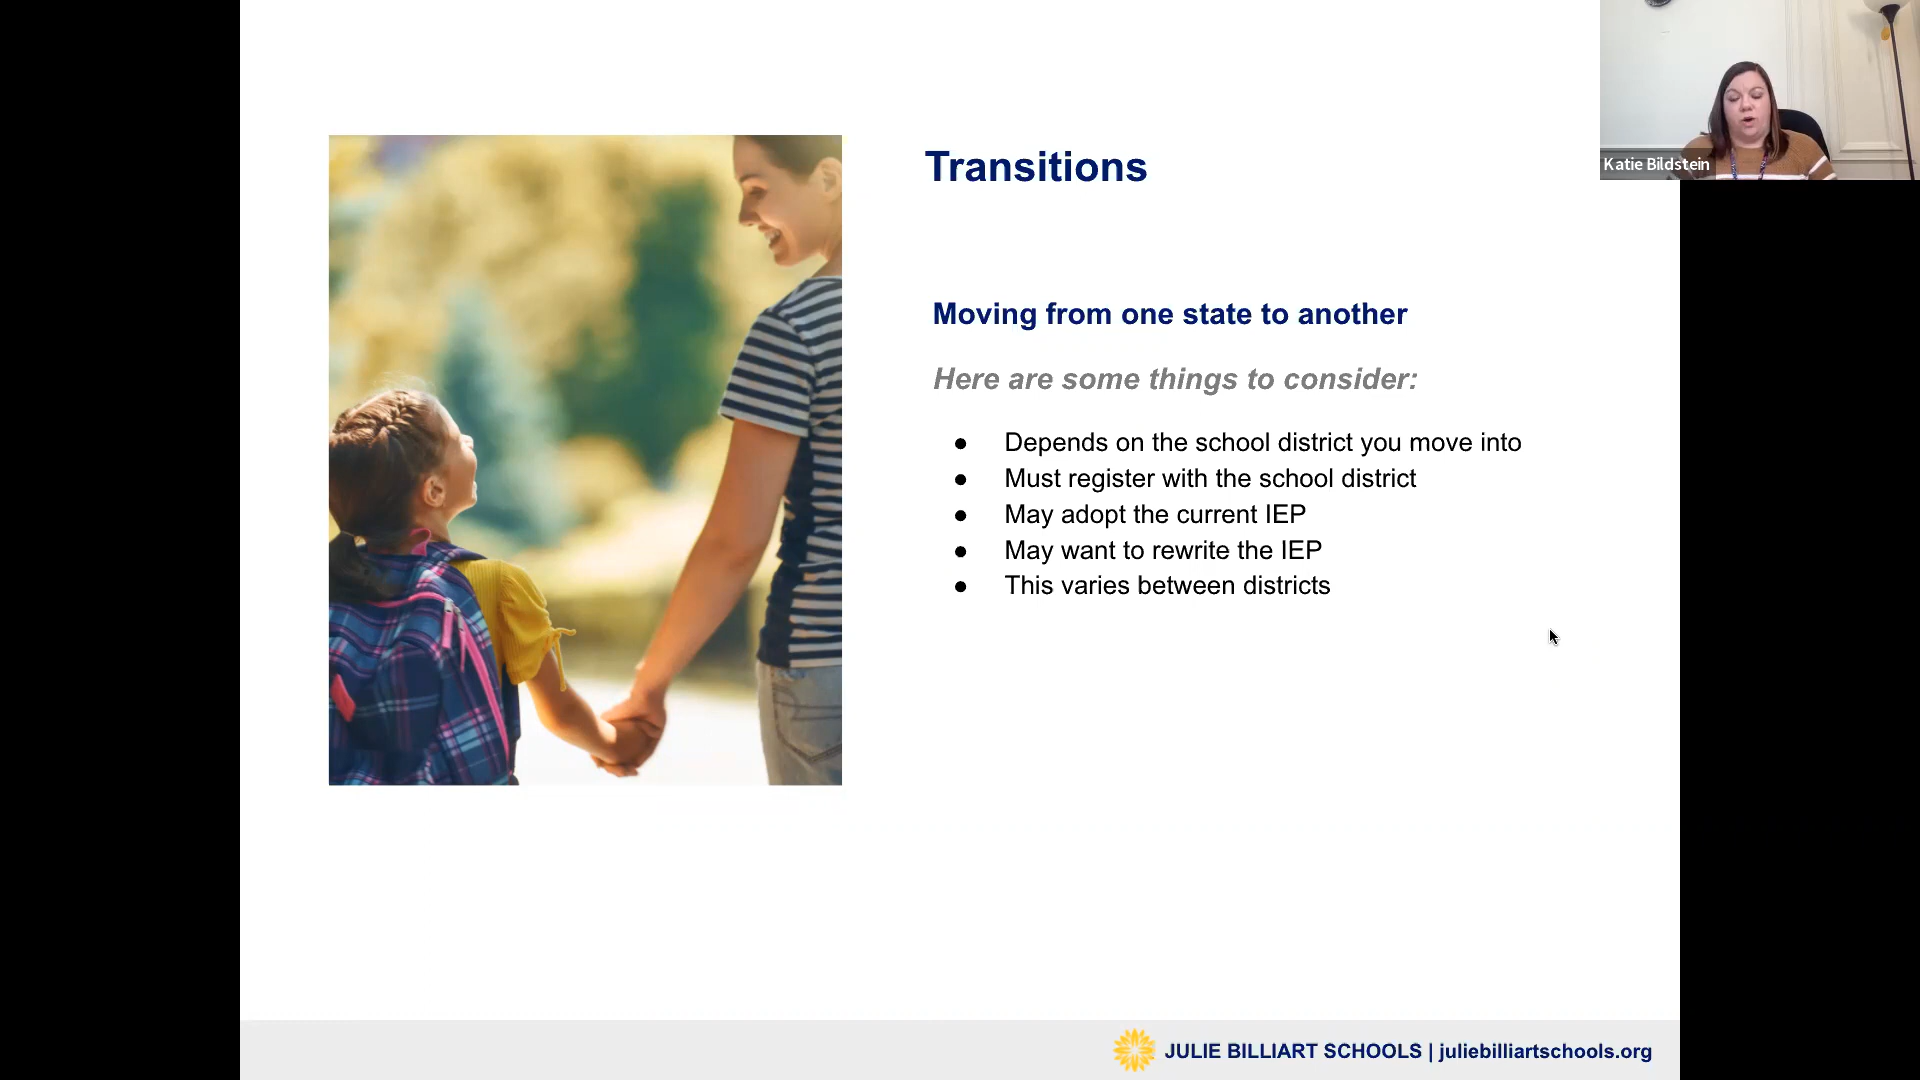 Katie Bildstein
Transitions
Moving from one state to another
Here are some things to consider:
● Depends on the school district you move into
● Must register with the school district
● May adopt the current IEP
● May want to rewrite the IEP
● This varies between districts
JULIE BILLIART SCHOOLS | juliebilliartschools.org